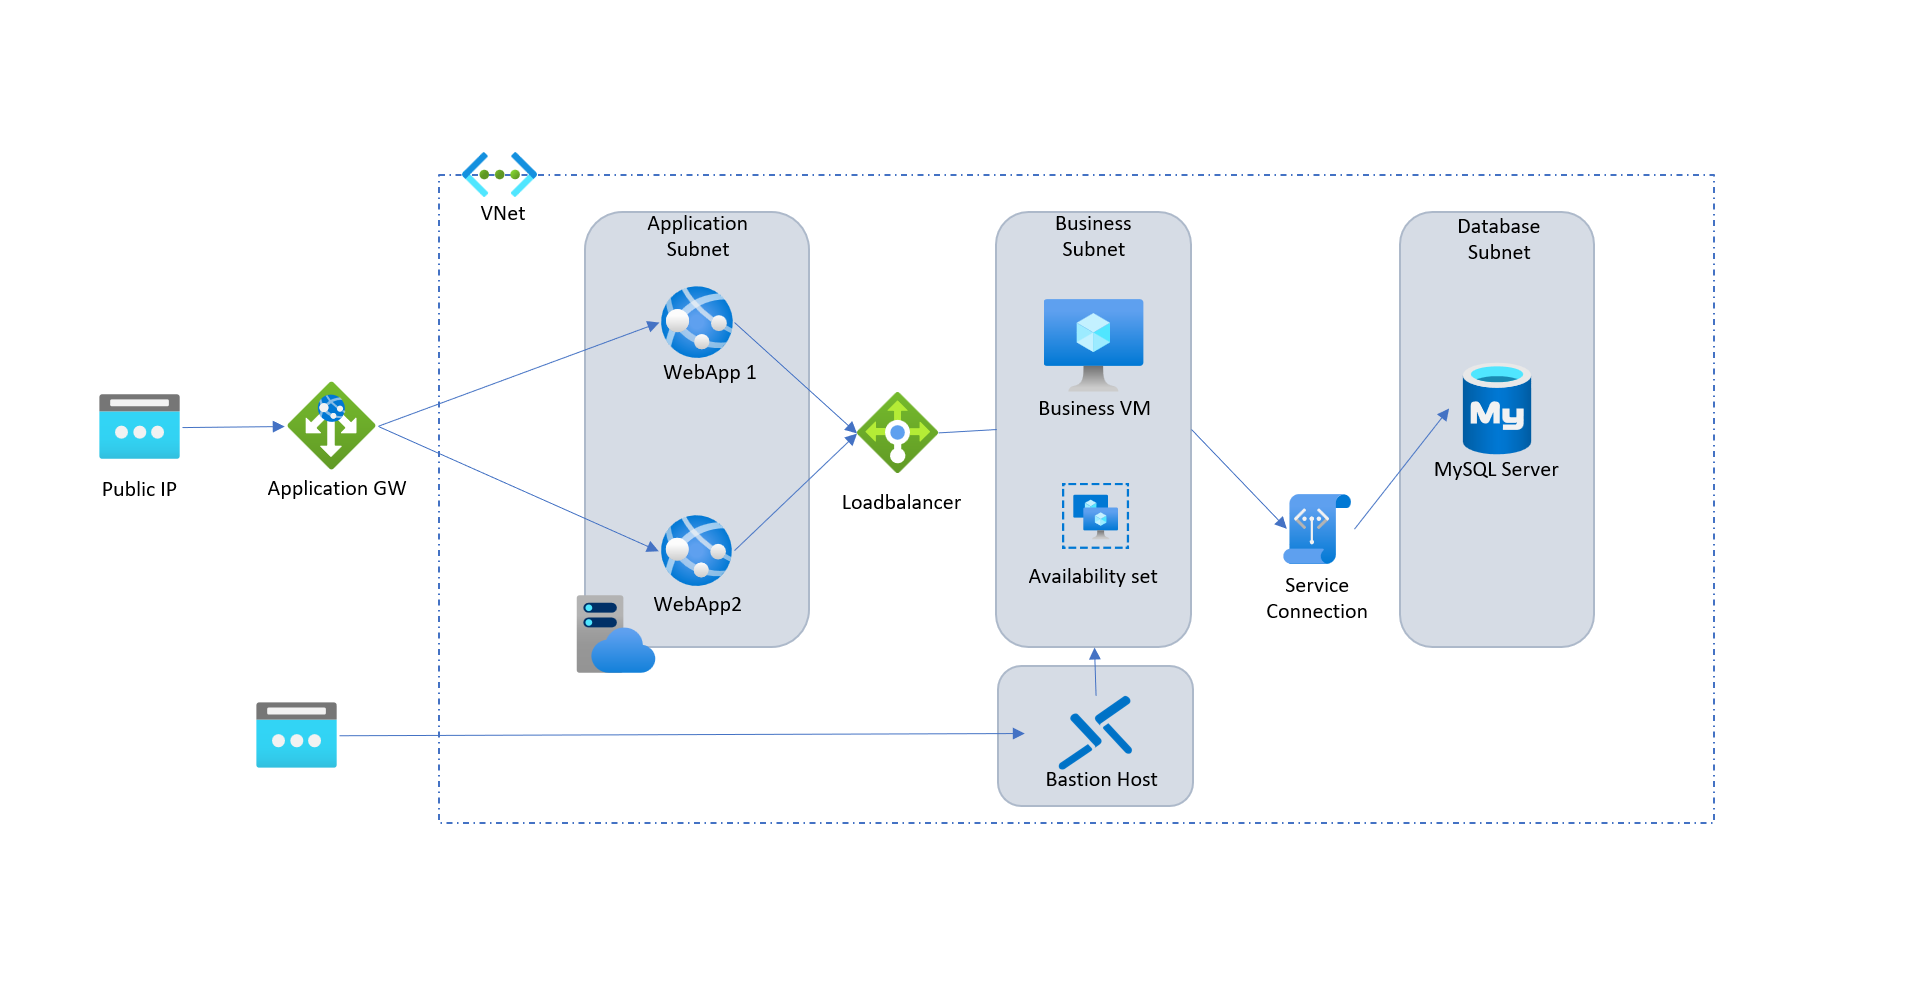 VNet
Application
Subnet
Business
Subnet
Database
Subnet
WebApp 1
Business VM
My
MySQL Server
Public IP
Application GW
Loadbalancer
Availability set
Service
Connection
WebApp2
Bastion Host